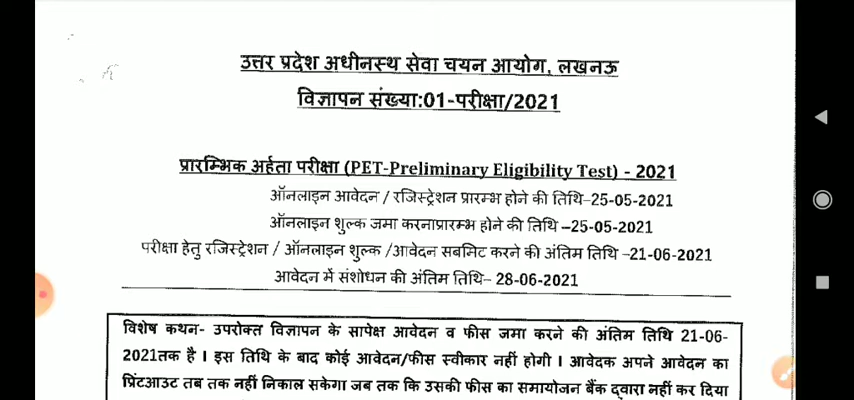 उत्तर प्रदेश अधीनस्थ सेवा चयन आयोग, लखनऊ
विज्ञापन संख्या:01-परीक्षा/2021
प्रारम्भिक अर्हता परीक्षा (PET-Preliminary Eligibility Test) - 2021
ऑनलाइन आवेदन / रजिस्ट्रेशन प्रारम्भ होने की तिथि–25-05-2021
ऑनलाइन शुल्क जमा करनाप्रारम्भ होने की तिथि –25-05-2021
परीक्षा हेतु रजिस्ट्रेशन / ऑनलाइन शुल्क /आवेदन सबमिट करने की अंतिम तिथि –21-06-2021
आवेदन में संशोधन की अंतिम तिथि– 28-06-2021
विशेष कथन- उपरोक्त विज्ञापन के सापेक्ष आवेदन व फीस जमा करने की अंतिम तिथि 21-06-
2021तक है । इस तिथि के बाद कोई आवेदन/फीस स्वीकार नहीं होगी । आवेदक अपने आवेदन का
प्रिंटआउट तब तक नहीं निकाल सकेगा जब तक कि उसकी फीस का समायोजन बैंक द्वारा नहीं कर दिया